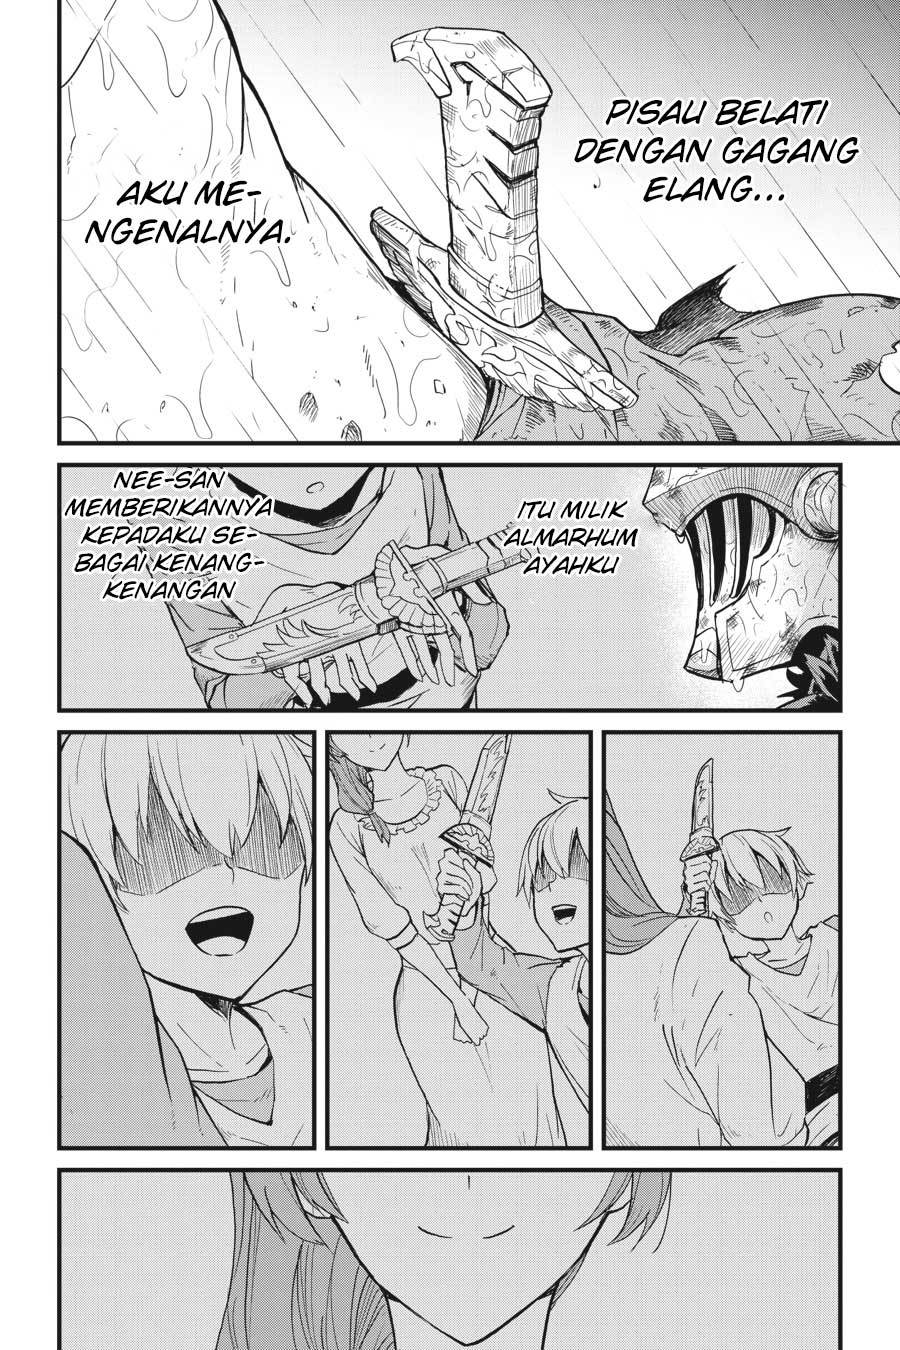 PISAU BELATI
DENGAN GAGANG
ELANG...
AKU ME-
NGENALNYA.
ITU MILIK
ALMARHUM
AYAHKU
NEE-SAN
MEMBERIKANNYA
KEPADAKU SE-
BAGAI KENANG-
KENANGAN